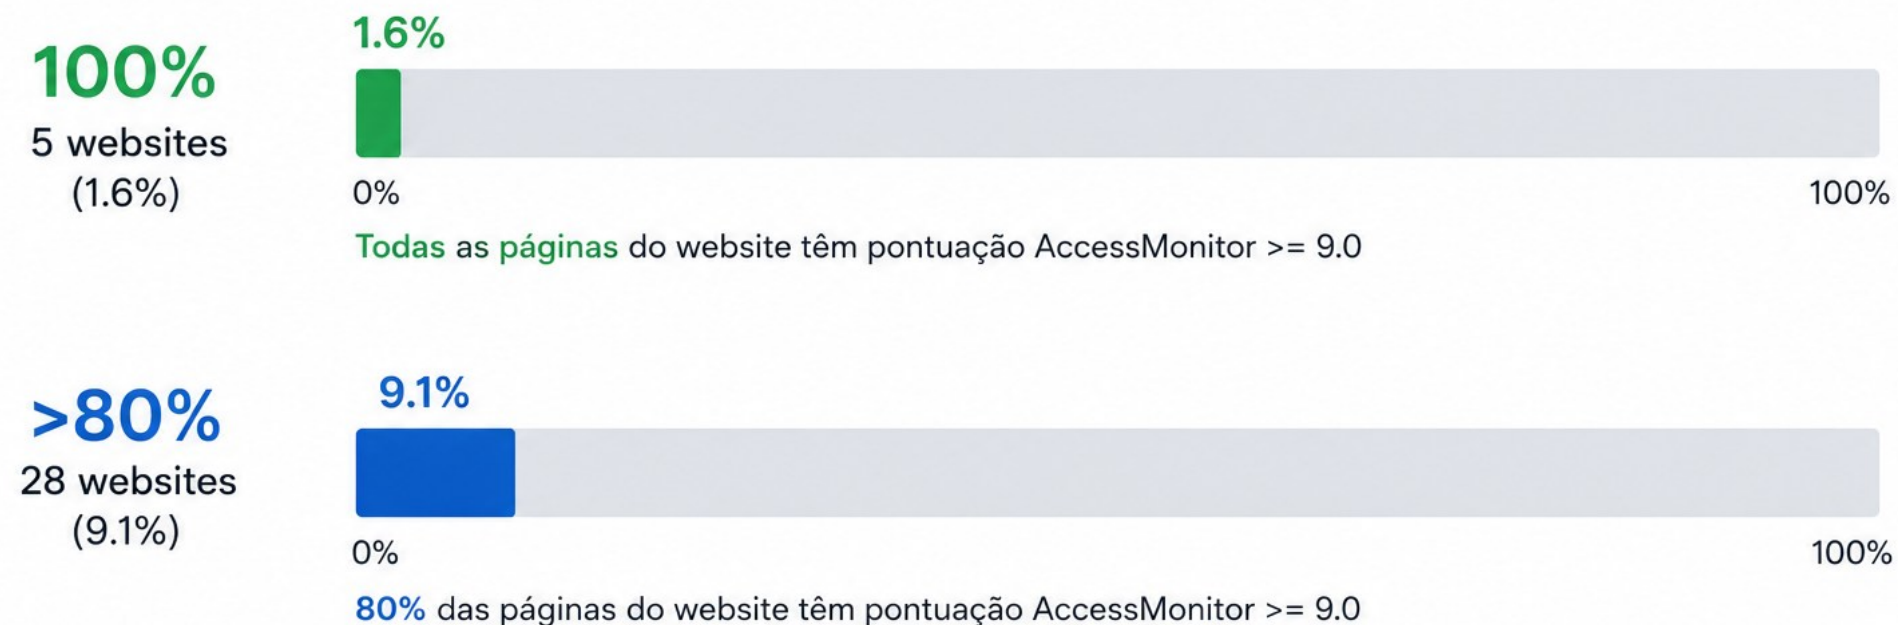 1.6%
100%
5 websites
(1.6%)
0%
100%
Todas as páginas do website têm pontuação AccessMonitor >= 9.0
9.1%
>80%
28 websites
(9.1%)
0%
100%
80% das páginas do website têm pontuação AccessMonitor >= 9.0